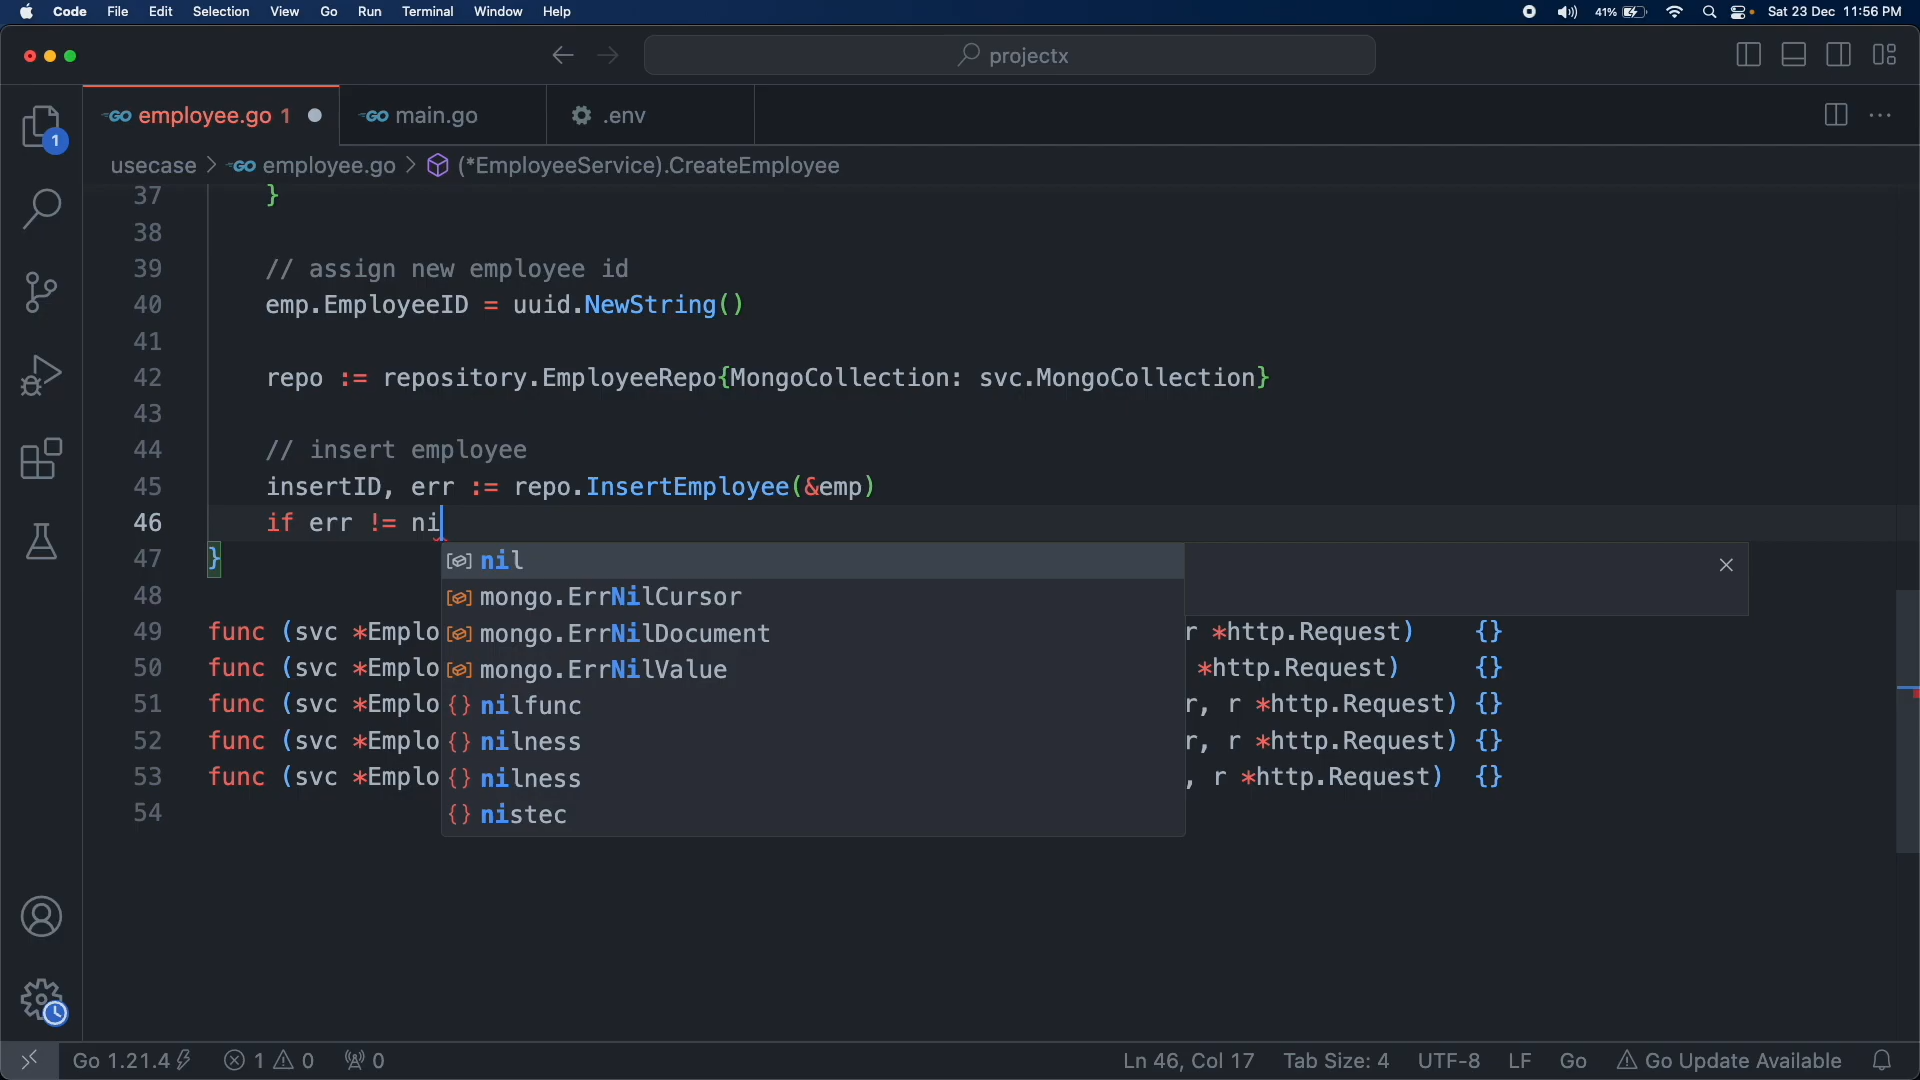 Code File Edit Selection View Go Run Terminal Window Help 41% Sat 23 Dec 11:56 PM
projectx
GO employee.go 1 GO main.go .env
usecase > GO employee.go > (*EmployeeService).CreateEmployee
1
37 }
38
39 // assign new employee id
40 emp.EmployeeID = uuid.NewString()
41
42 repo := repository.EmployeeRepo{MongoCollection: svc.MongoCollection}
43
44 // insert employee
45 insertID, err := repo.InsertEmployee(&emp)
46 if err != ni
47 }
nil
48
mongo.ErrNilCursor
49 func (svc *Emplo mongo.ErrNilDocument r *http.Request) {}
50 func (svc *Emplo mongo.ErrNilValue *http.Request) {}
51 func (svc *Emplo {} nilfunc r, r *http.Request) {}
52 func (svc *Emplo {} nilness r, r *http.Request) {}
53 func (svc *Emplo {} nilness , r *http.Request) {}
54 {} nistec
Go 1.21.4 1 0 0 Ln 46, Col 17 Tab Size: 4 UTF-8 LF Go Go Update Available